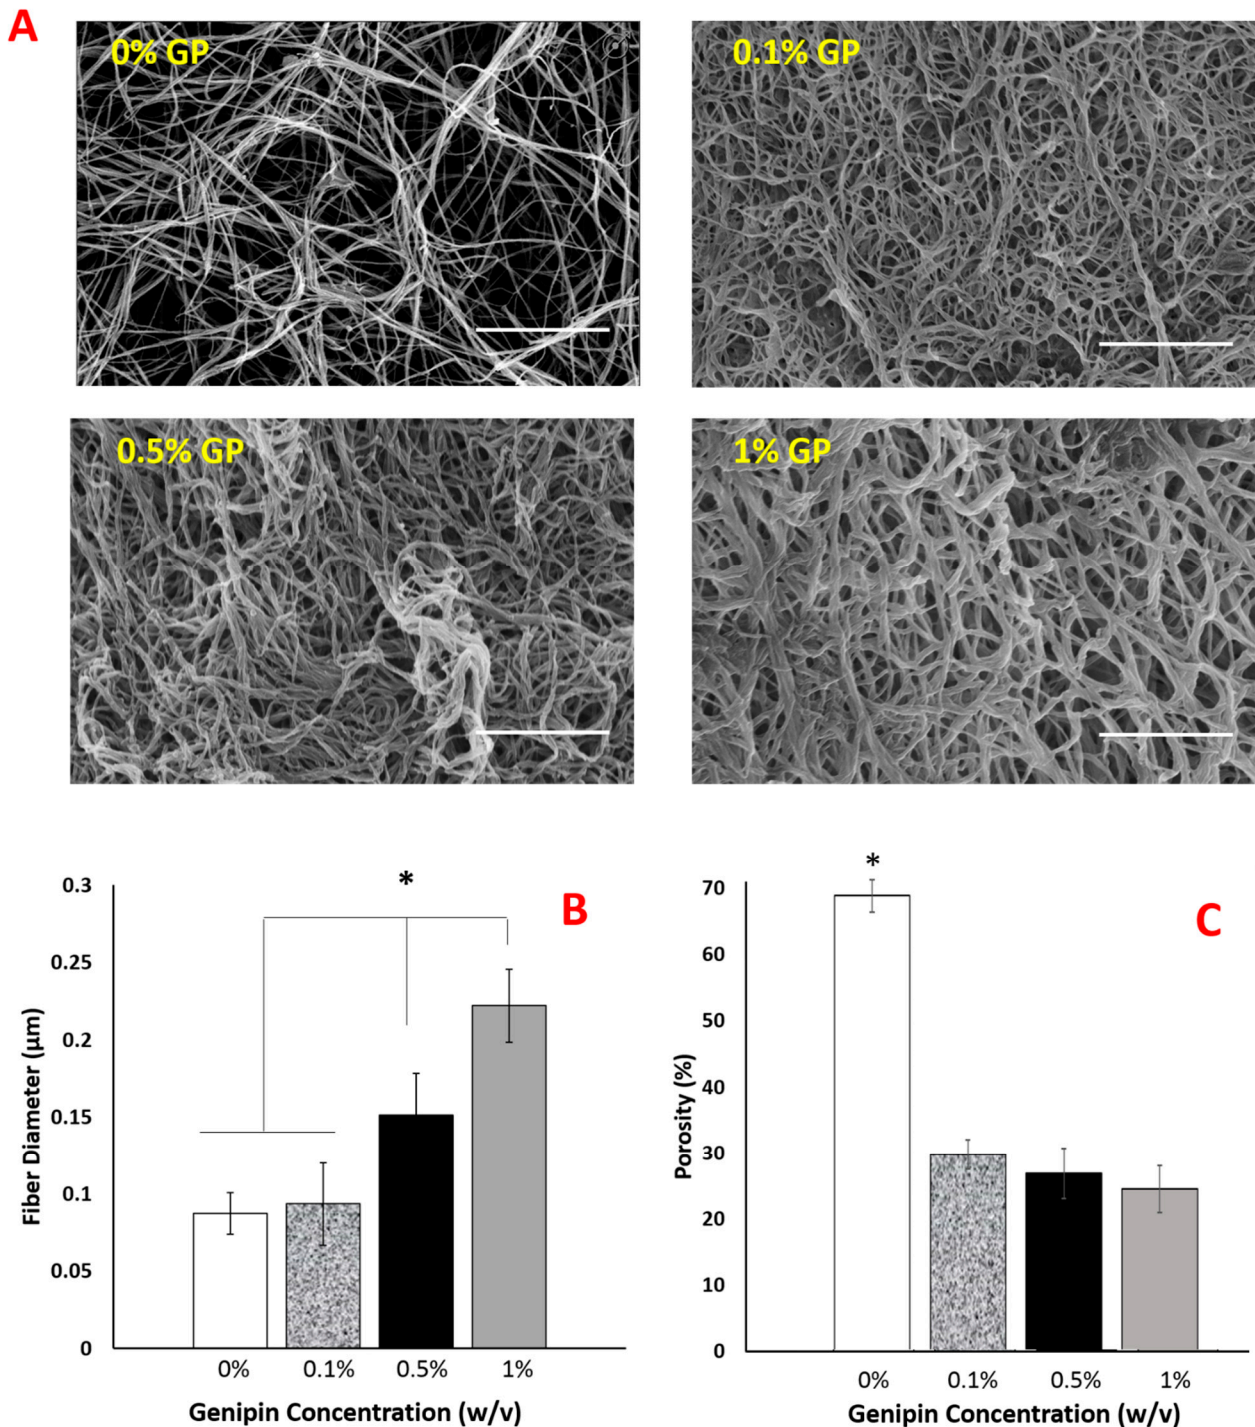 A
0% GP
0.1% GP
0.5% GP
1% GP
B
*
Fiber Diameter (µm)
0.3
0.25
0.2
0.15
0.1
0.05
0
0% 0.1% 0.5% 1%
Genipin Concentration (w/v)
C
*
Porosity (%)
70
60
50
40
30
20
10
0
0% 0.1% 0.5% 1%
Genipin Concentration (w/v)